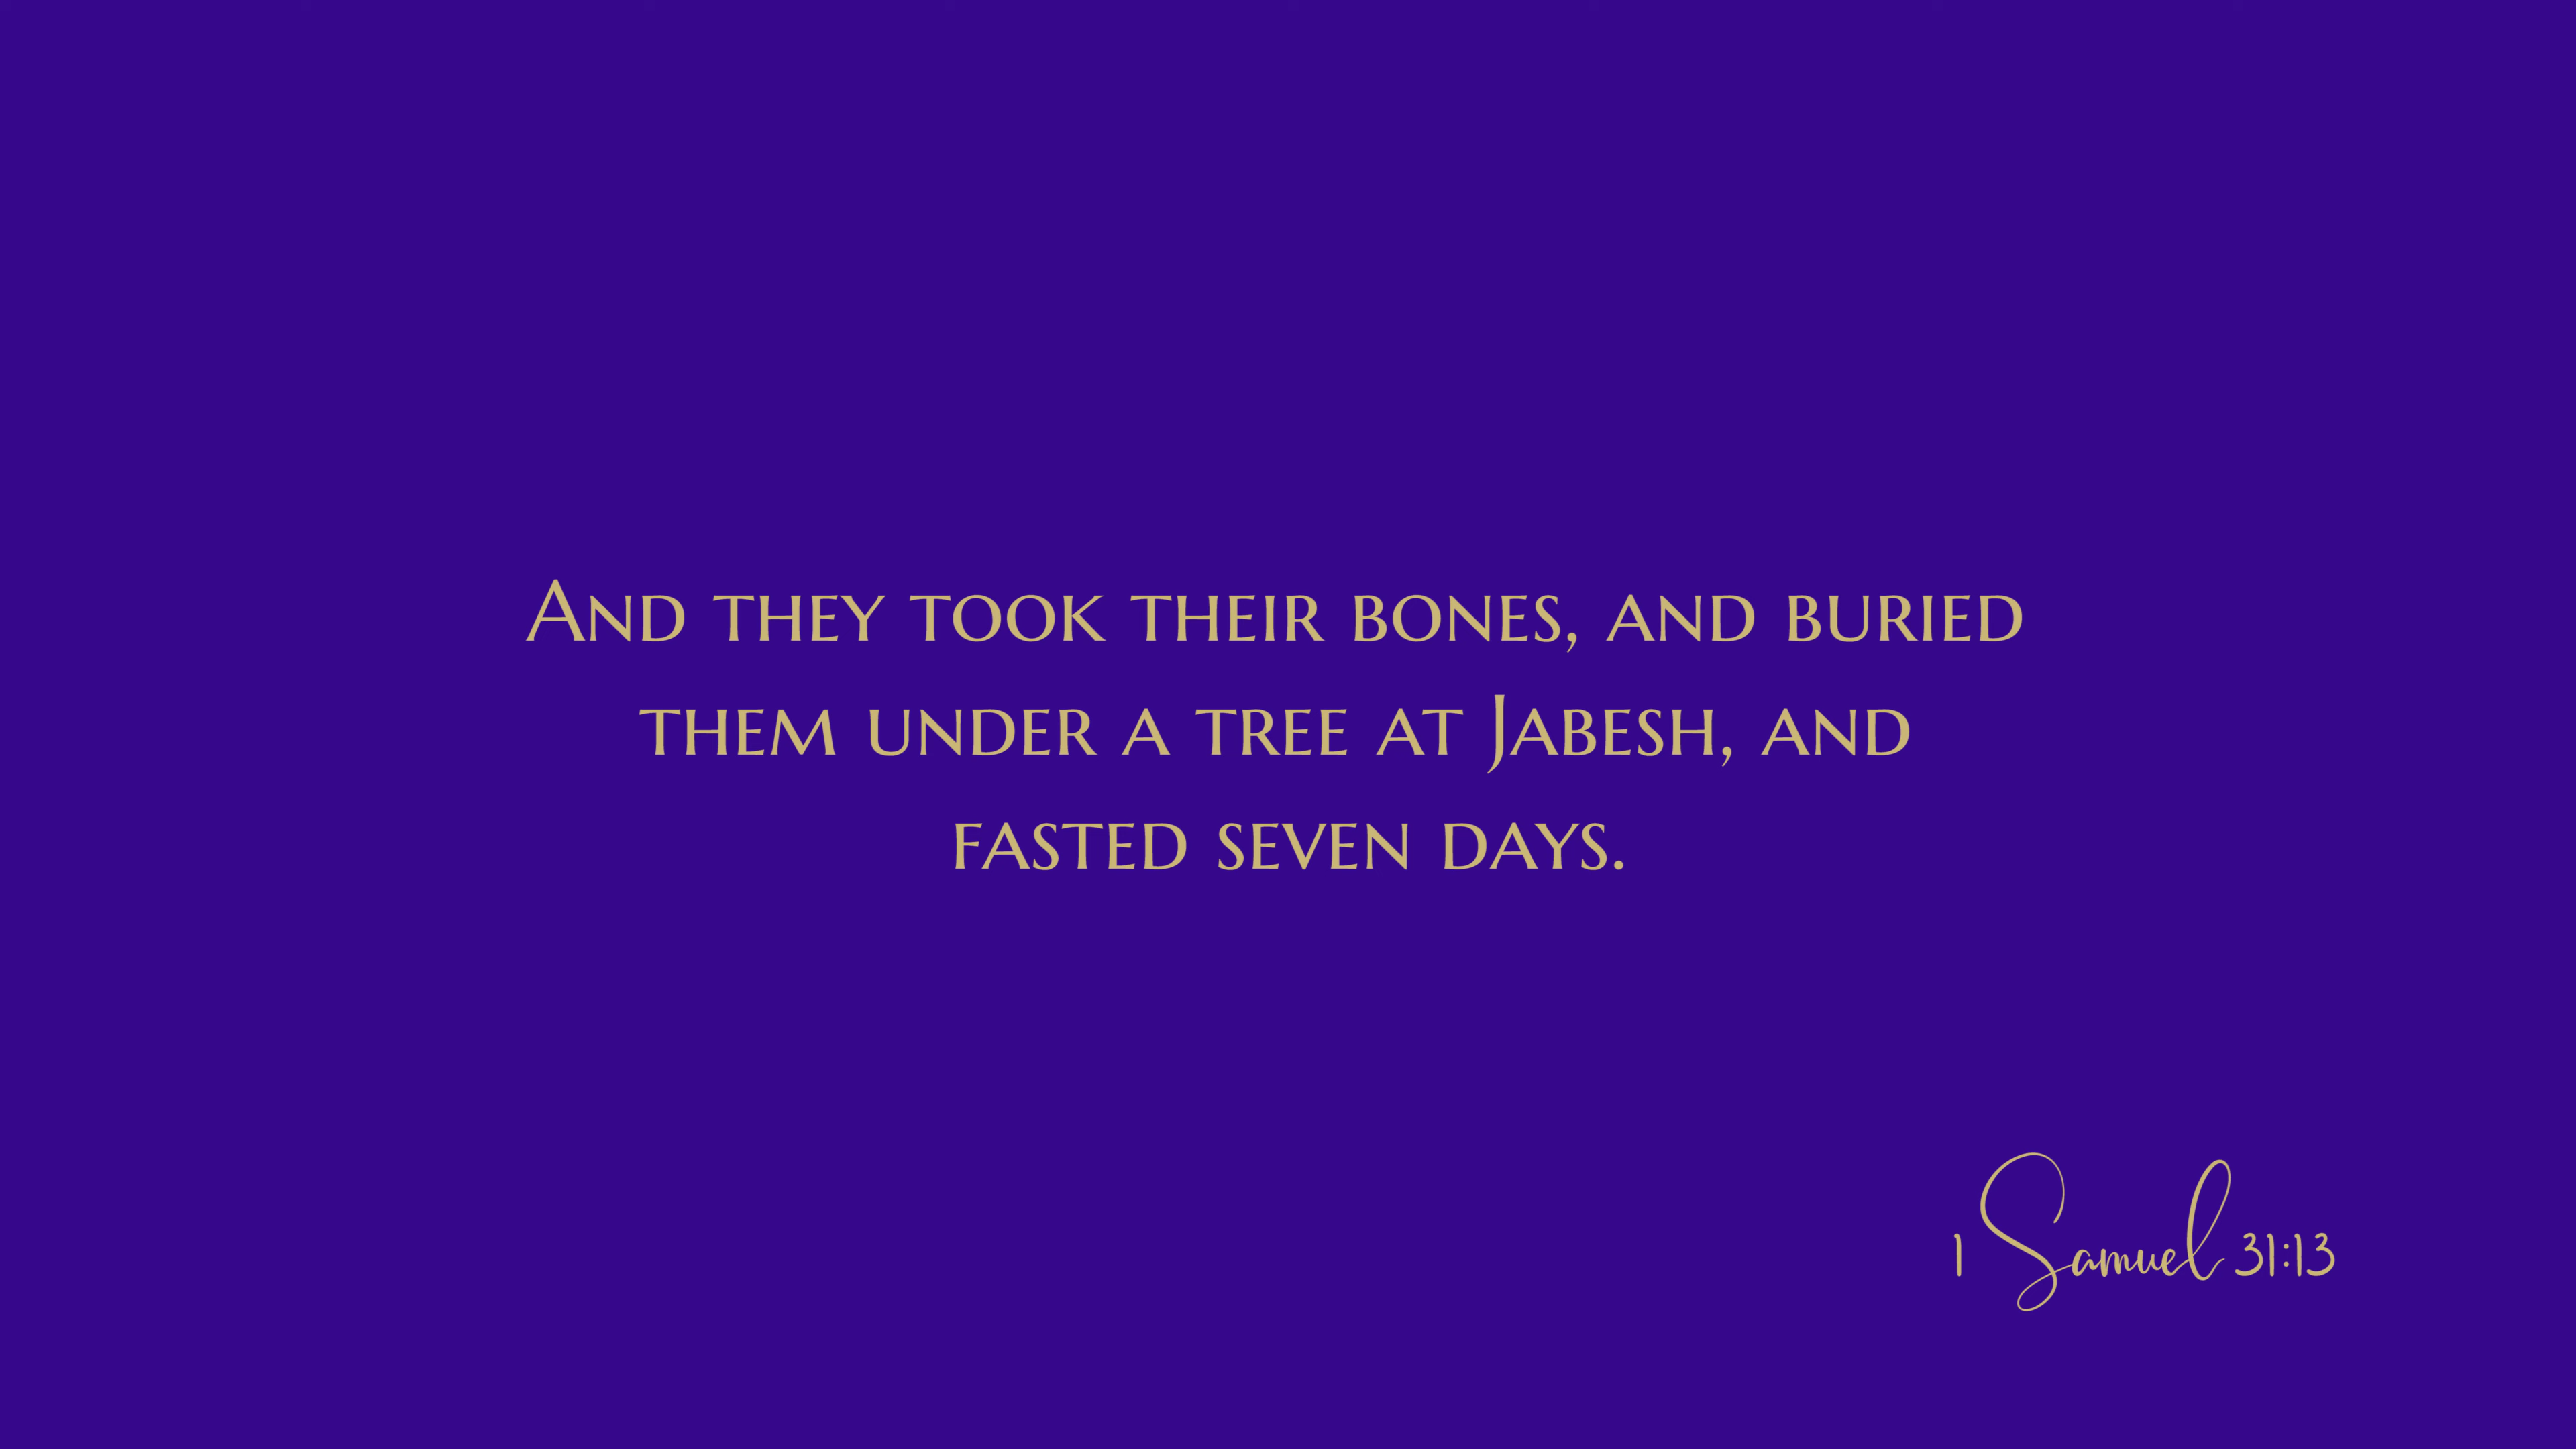 And they took their bones, and buried
them under a tree at Jabesh, and
fasted seven days.
1 Samuel 31:13